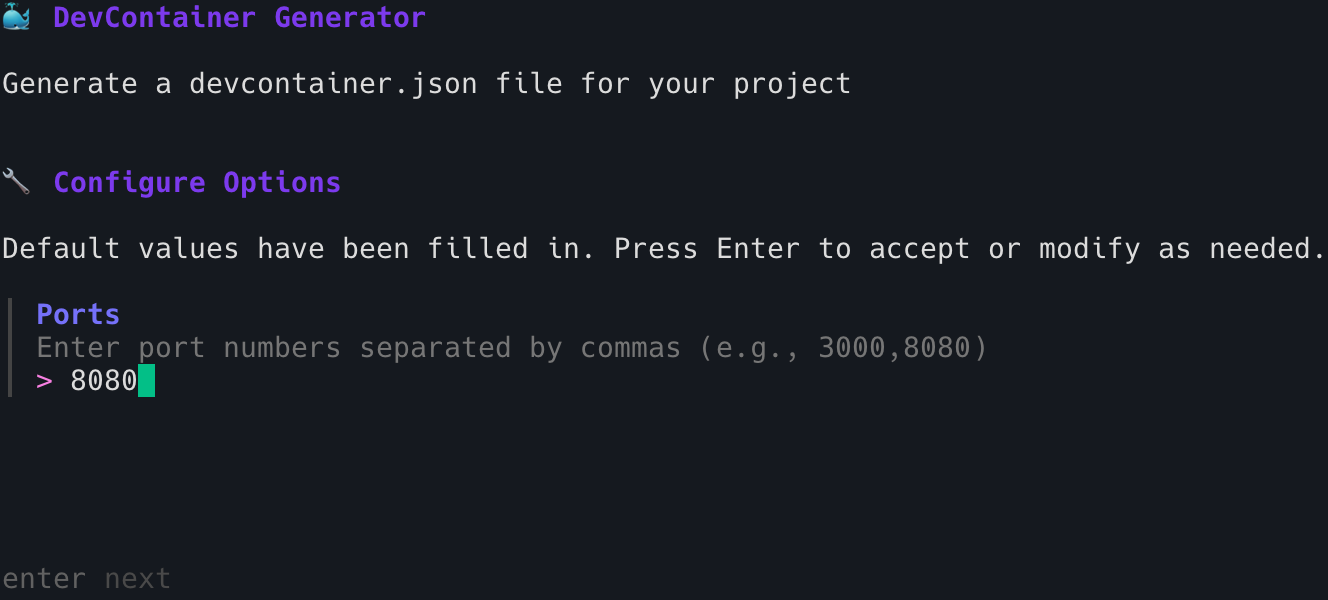 🐳 DevContainer Generator
Generate a devcontainer.json file for your project
🔧 Configure Options
Default values have been filled in. Press Enter to accept or modify as needed.
Ports
Enter port numbers separated by commas (e.g., 3000,8080)
> 8080
enter next